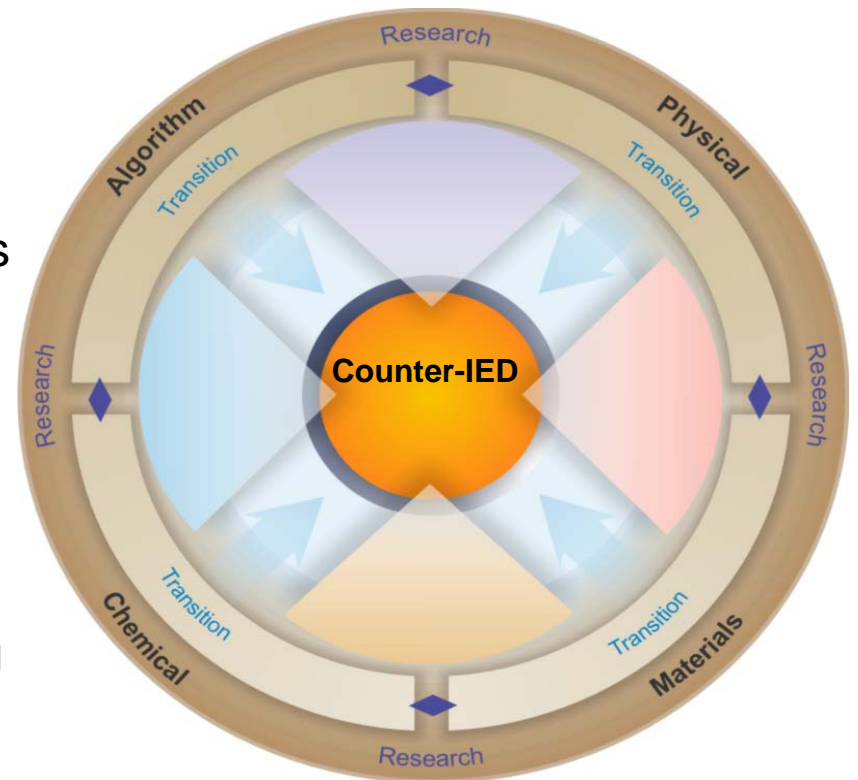 Research
Algorithm
Physical
Transition
Transition
s
Counter-IED
Research
Research
Transition
Transition
Chemical
Materials
Research